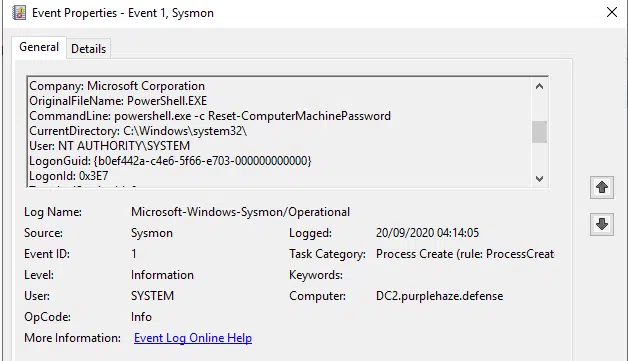 Event Properties - Event 1, Sysmon
General
Details
Company: Microsoft Corporation
OriginalFileName: PowerShell.EXE
CommandLine: powershell.exe -c Reset-ComputerMachinePassword
CurrentDirectory: C:\Windows\system32\
User: NT AUTHORITY\SYSTEM
LogonGuid: {b0ef442a-c4e6-5f66-e703-000000000000}
LogonId: 0x3E7
Log Name: Microsoft-Windows-Sysmon/Operational
Source: Sysmon Logged: 20/09/2020 04:14:05
Event ID: 1 Task Category: Process Create (rule: ProcessCreat
Level: Information Keywords:
User: SYSTEM Computer: DC2.purplehaze.defense
OpCode: Info
More Information: Event Log Online Help